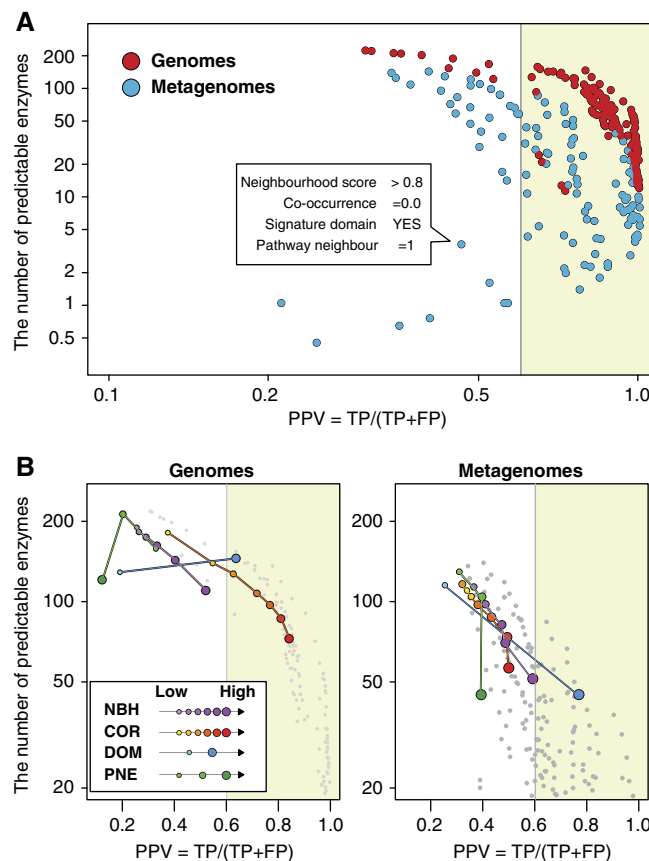 A
Genomes
Metagenomes
The number of predictable enzymes
200
100
50
20
10
5
2
1
0.5
Neighbourhood score > 0.8
Co-occurrence =0.0
Signature domain YES
Pathway neighbour =1
0.1 0.2 0.5 1.0
PPV = TP/(TP+FP)
B
Genomes
Metagenomes
The number of predictable enzymes
200
100
50
20
Low High
NBH
COR
DOM
PNE
0.2 0.4 0.6 0.8 1.0
PPV = TP/(TP+FP)
200
100
50
20
0.2 0.4 0.6 0.8 1.0
PPV = TP/(TP+FP)